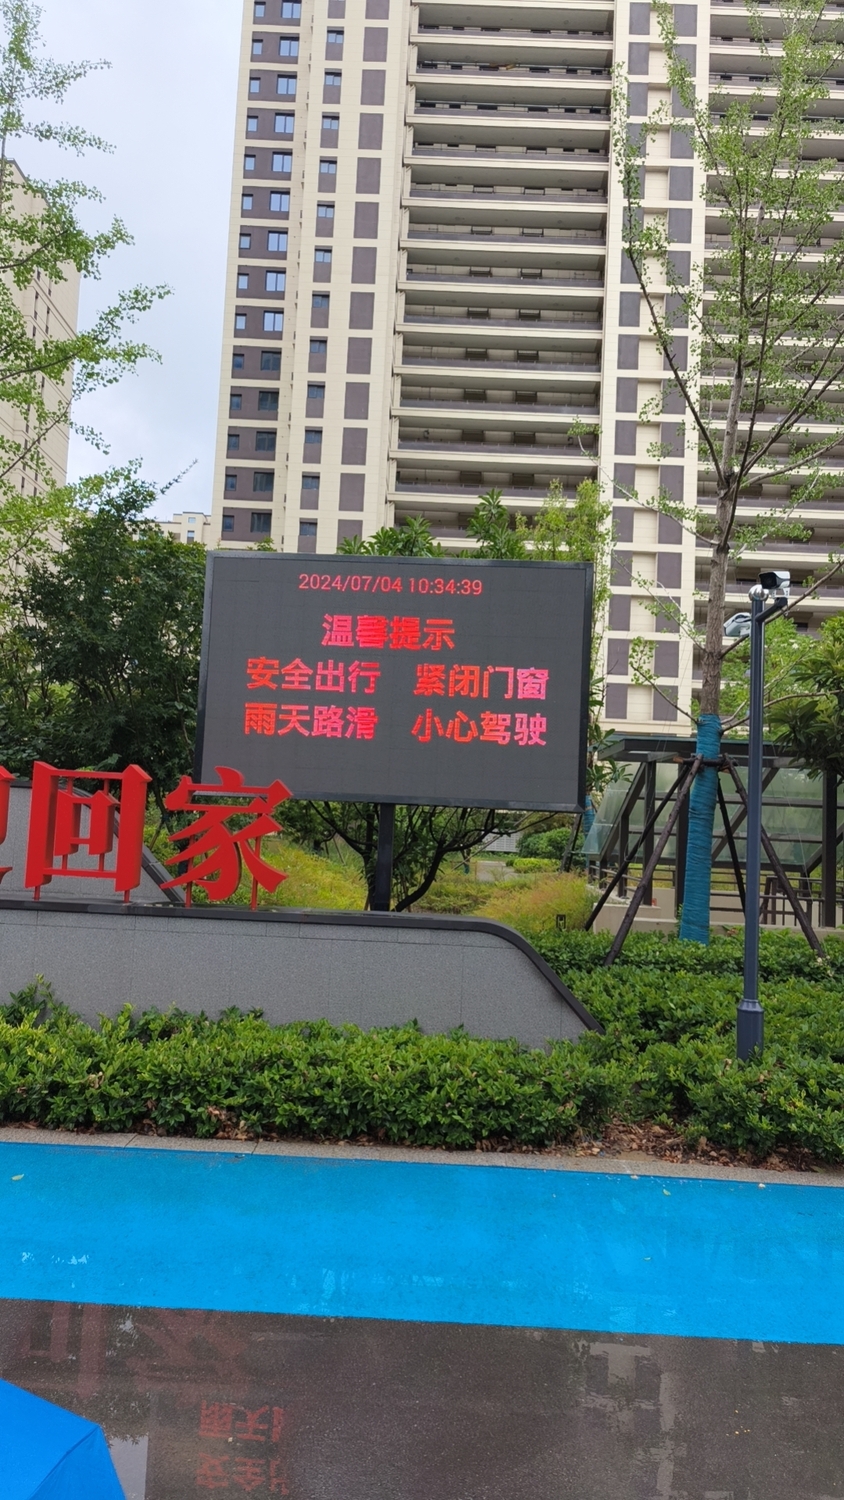 2024/07/04 10:34:39
温馨提示
安全出行 紧闭门窗
雨天路滑 小心驾驶
回家